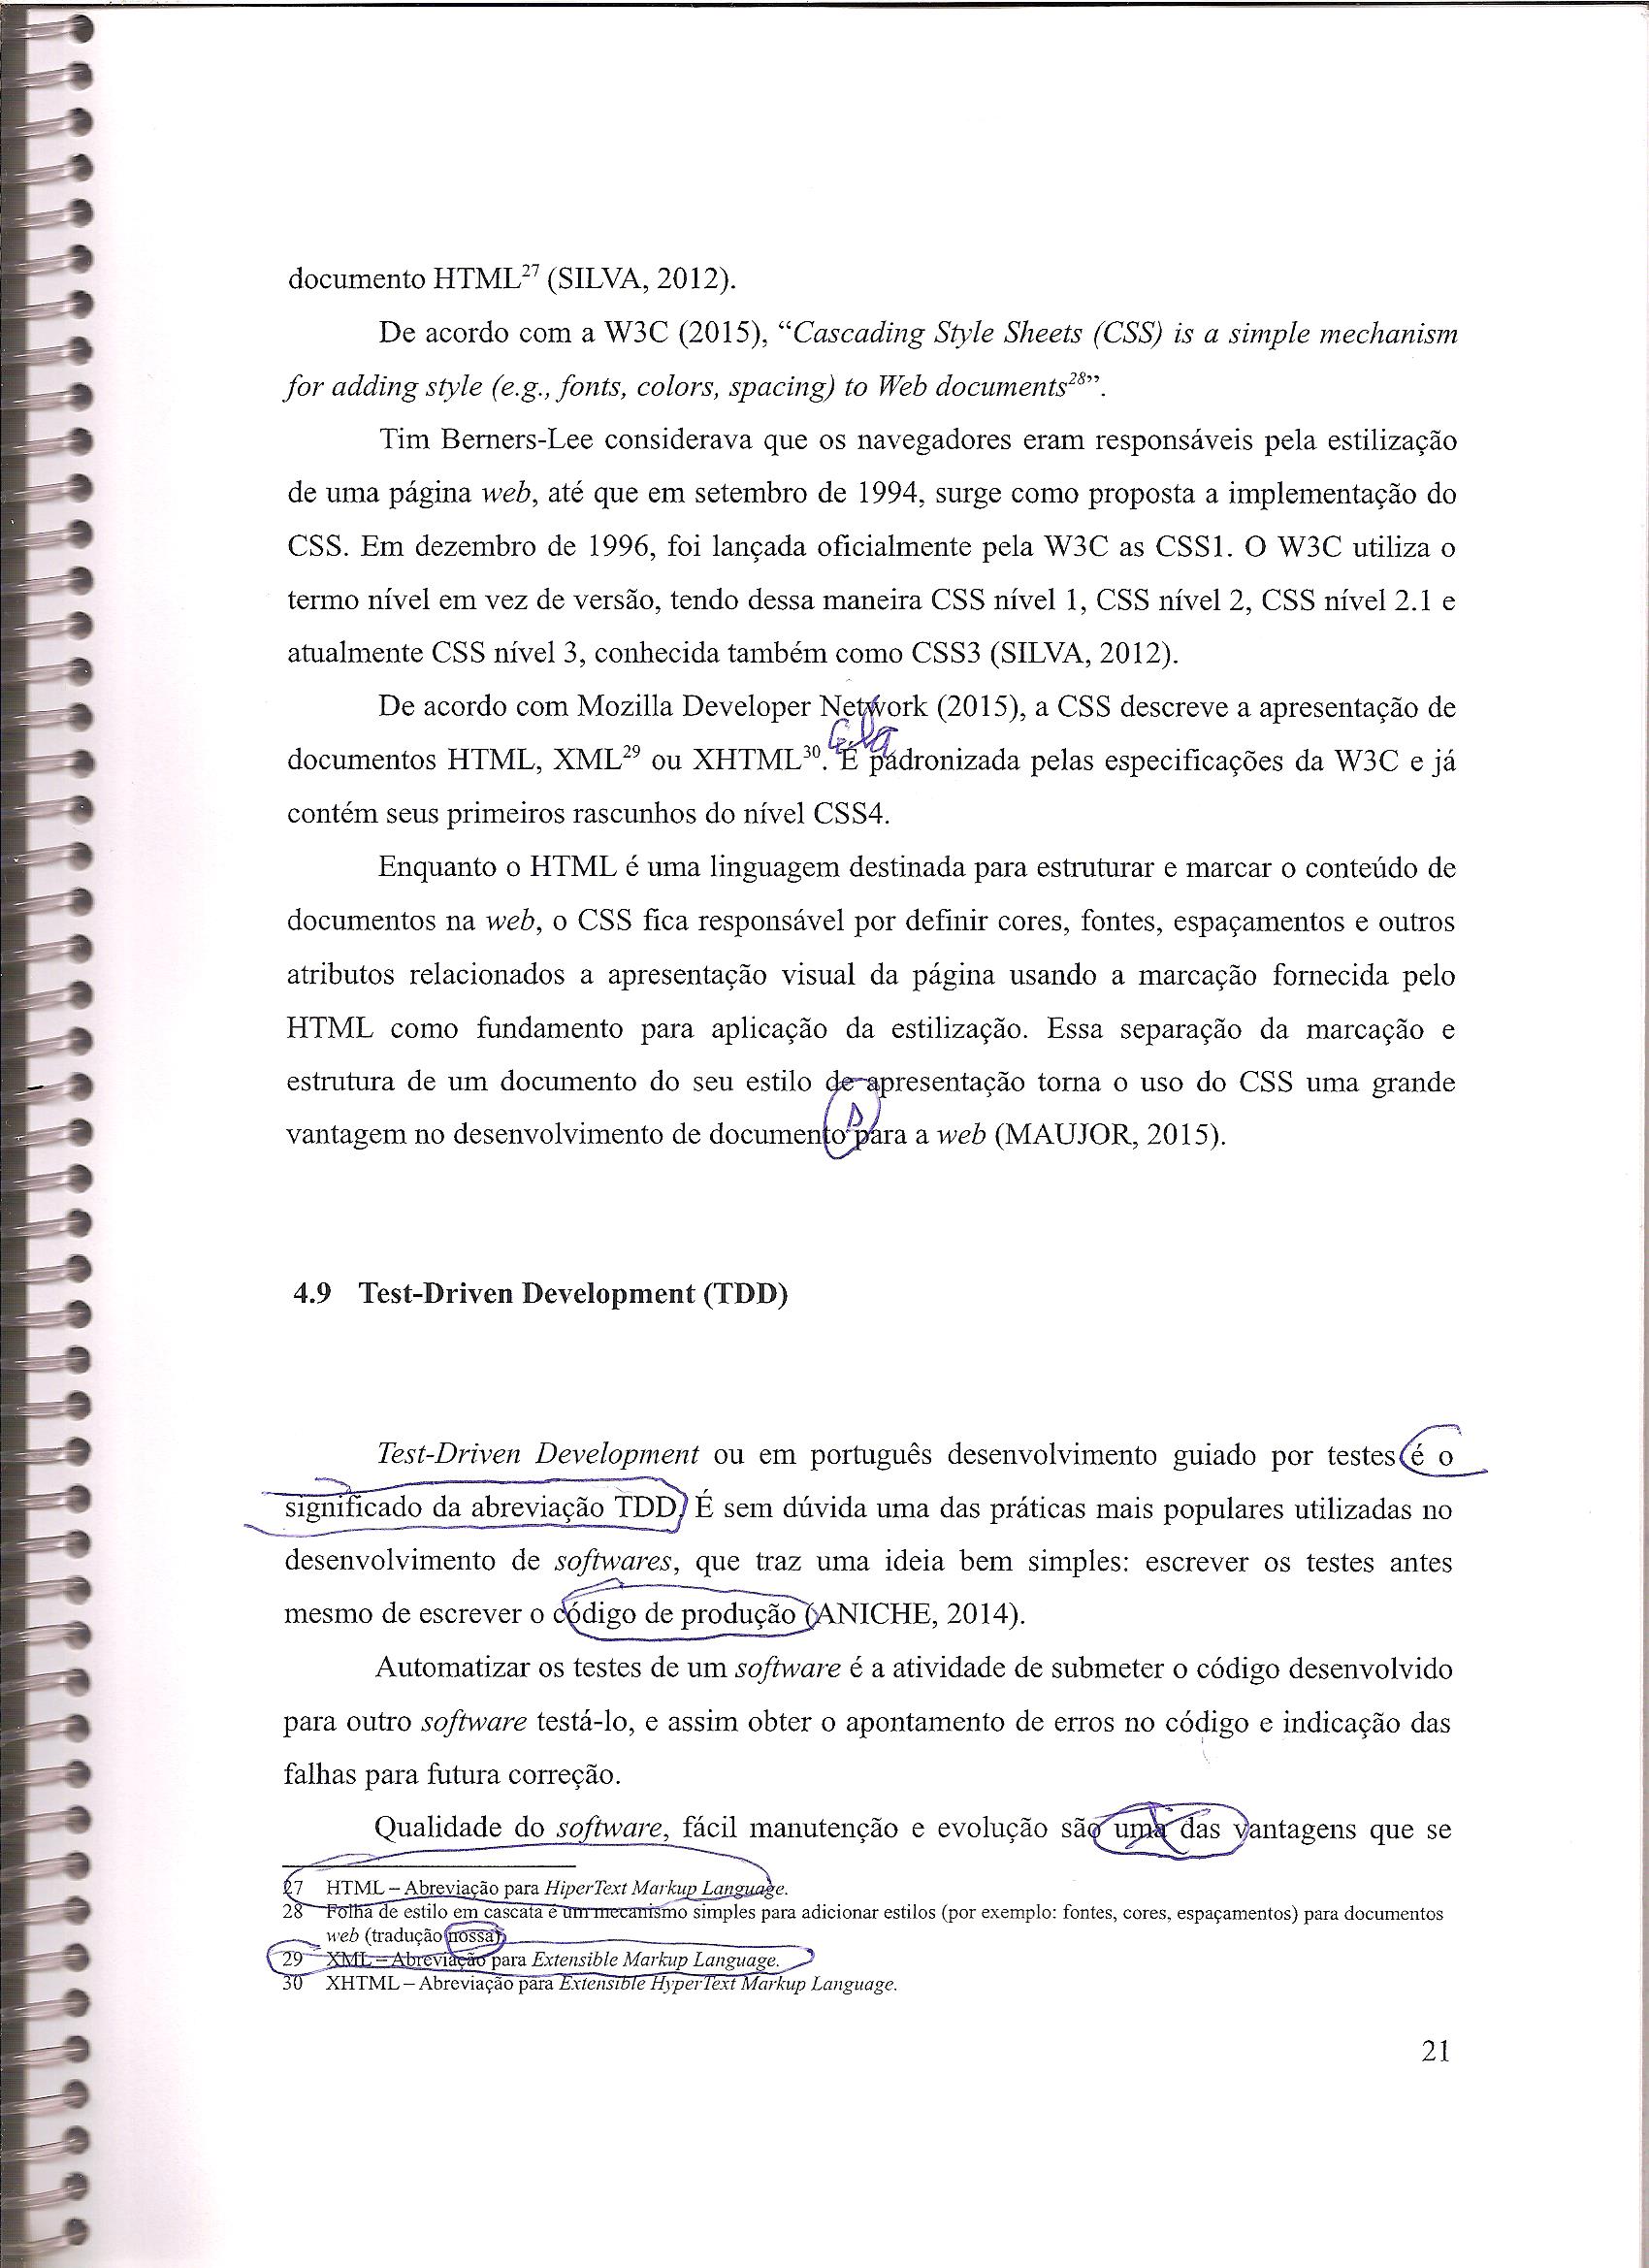 documento HTML27 (SILVA, 2012).
De acordo com a W3C (2015), “Cascading Style Sheets (CSS) is a simple mechanism
for adding style (e.g., fonts, colors, spacing) to Web documents28”.
Tim Berners-Lee considerava que os navegadores eram responsáveis pela estilização
de uma página web, até que em setembro de 1994, surge como proposta a implementação do
CSS. Em dezembro de 1996, foi lançada oficialmente pela W3C as CSS1. O W3C utiliza o
termo nível em vez de versão, tendo dessa maneira CSS nível 1, CSS nível 2, CSS nível 2.1 e
atualmente CSS nível 3, conhecida também como CSS3 (SILVA, 2012).
De acordo com Mozilla Developer Network (2015), a CSS descreve a apresentação de
Ela
documentos HTML, XML29 ou XHTML30. É padronizada pelas especificações da W3C e já
contém seus primeiros rascunhos do nível CSS4.
Enquanto o HTML é uma linguagem destinada para estruturar e marcar o conteúdo de
documentos na web, o CSS fica responsável por definir cores, fontes, espaçamentos e outros
atributos relacionados a apresentação visual da página usando a marcação fornecida pelo
HTML como fundamento para aplicação da estilização. Essa separação da marcação e
estrutura de um documento do seu estilo de apresentação torna o uso do CSS uma grande
vantagem no desenvolvimento de documento para a web (MAUJOR, 2015).
4.9 Test-Driven Development (TDD)
Test-Driven Development ou em português desenvolvimento guiado por testes é o
significado da abreviação TDD. É sem dúvida uma das práticas mais populares utilizadas no
desenvolvimento de softwares, que traz uma ideia bem simples: escrever os testes antes
mesmo de escrever o código de produção (ANICHE, 2014).
Automatizar os testes de um software é a atividade de submeter o código desenvolvido
para outro software testá-lo, e assim obter o apontamento de erros no código e indicação das
falhas para futura correção.
Qualidade do software, fácil manutenção e evolução são uma das vantagens que se
27 HTML – Abreviação para HiperText Markup Language.
28 Folha de estilo em cascata é um mecanismo simples para adicionar estilos (por exemplo: fontes, cores, espaçamentos) para documentos
web (tradução nossa).
29 XML – Abreviação para Extensible Markup Language.
30 XHTML – Abreviação para Extensible HyperText Markup Language.
21